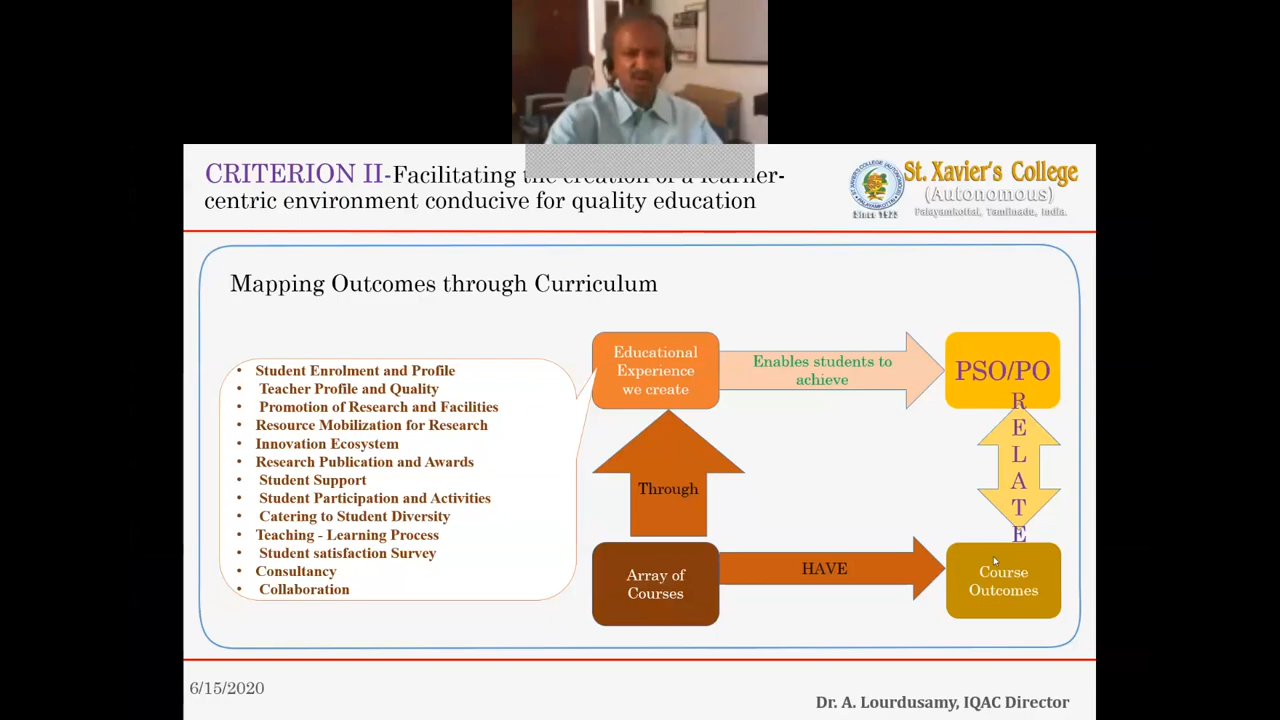 CRITERION II-Facilitating the creation of a learner-
centric environment conducive for quality education
St. Xavier's College
(Autonomous)
Palayamkottai, Tamilnadu, India.
Since 1923
Mapping Outcomes through Curriculum
• Student Enrolment and Profile
• Teacher Profile and Quality
• Promotion of Research and Facilities
• Resource Mobilization for Research
• Innovation Ecosystem
• Research Publication and Awards
• Student Support
• Student Participation and Activities
• Catering to Student Diversity
• Teaching - Learning Process
• Student satisfaction Survey
• Consultancy
• Collaboration
Educational
Experience
we create
Enables students to
achieve
PSO/PO
R
E
L
A
T
E
Through
Array of
Courses
HAVE
Course
Outcomes
6/15/2020
Dr. A. Lourdusamy, IQAC Director